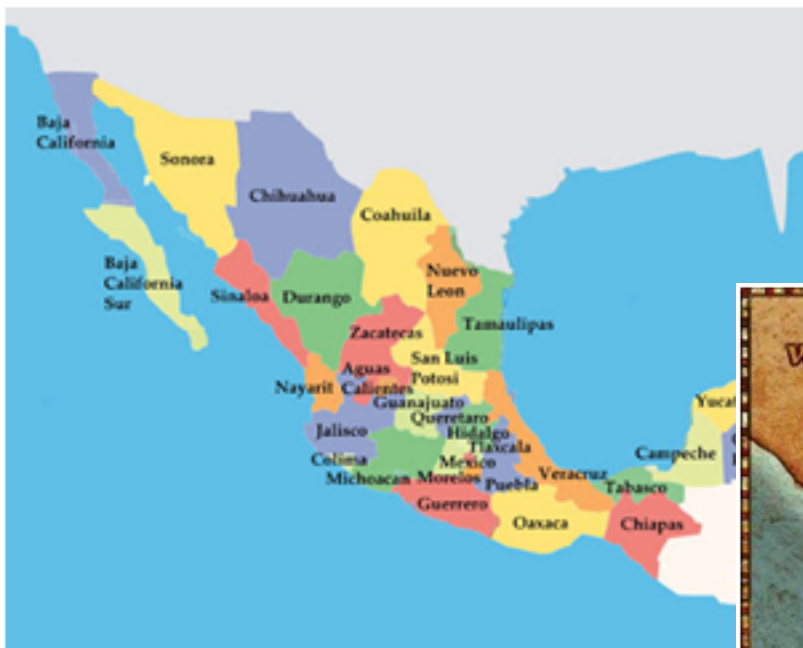 Baja
California
Sonora
Chihuahua
Coahuila
Baja
California
Sur
Sinaloa
Durango
Nuevo
Leon
Tamaulipas
Zacatecas
San Luis
Potosi
Nayarit
Aguas
Calientes
Guanajuato
Queretaro
Hidalgo
Tlaxcala
Jalisco
Colima
Mexico
Michoacan
Morelos
Puebla
Veracruz
Guerrero
Oaxaca
Tabasco
Chiapas
Campeche